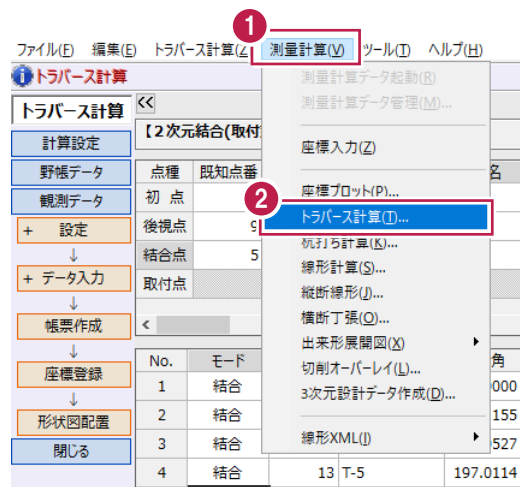 1
ファイル(F) 編集(E) トラバース計算(Z 測量計算(V) ツール(T) ヘルプ(H)
トラバース計算
測量計算データ起動(R)
測量計算データ管理(M)...
座標入力(Z)
座標プロット(P)...
2
トラバース計算(T)...
杭打ち計算(K)...
線形計算(S)...
縦断線形(J)...
横断丁張(O)...
出来形展開図(X)
切削オーバーレイ(L)...
3次元設計データ作成(D)...
線形XML(I)
トラバース計算
計算設定
野帳データ
観測データ
+ 設定
↓
+ データ入力
↓
帳票作成
↓
座標登録
↓
形状図配置
閉じる
<<
【2次元結合(取付
点種 既知点番 名
初 点
後視点 9
結合点 5
取付点
<
No. モード 角
1 結合 0000
2 結合 155
3 結合 0527
4 結合 13 T-5 197.0114